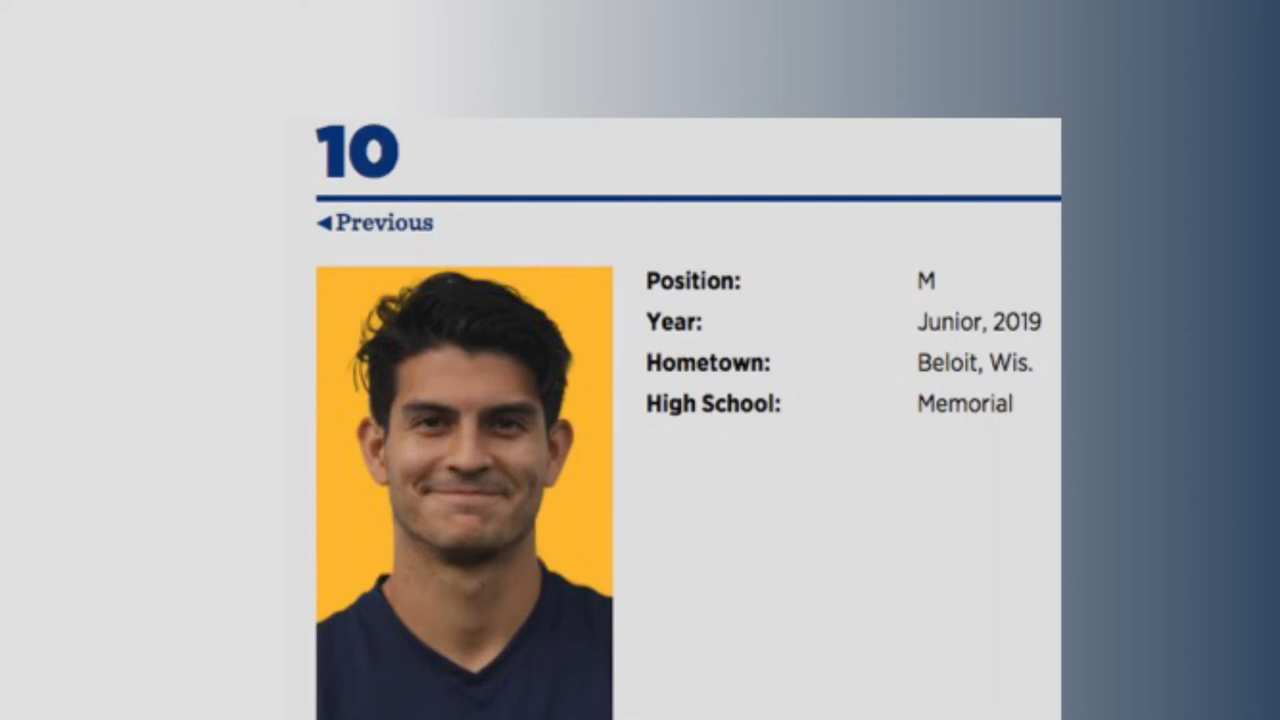 10
◀Previous
Position: M
Year: Junior, 2019
Hometown: Beloit, Wis.
High School: Memorial